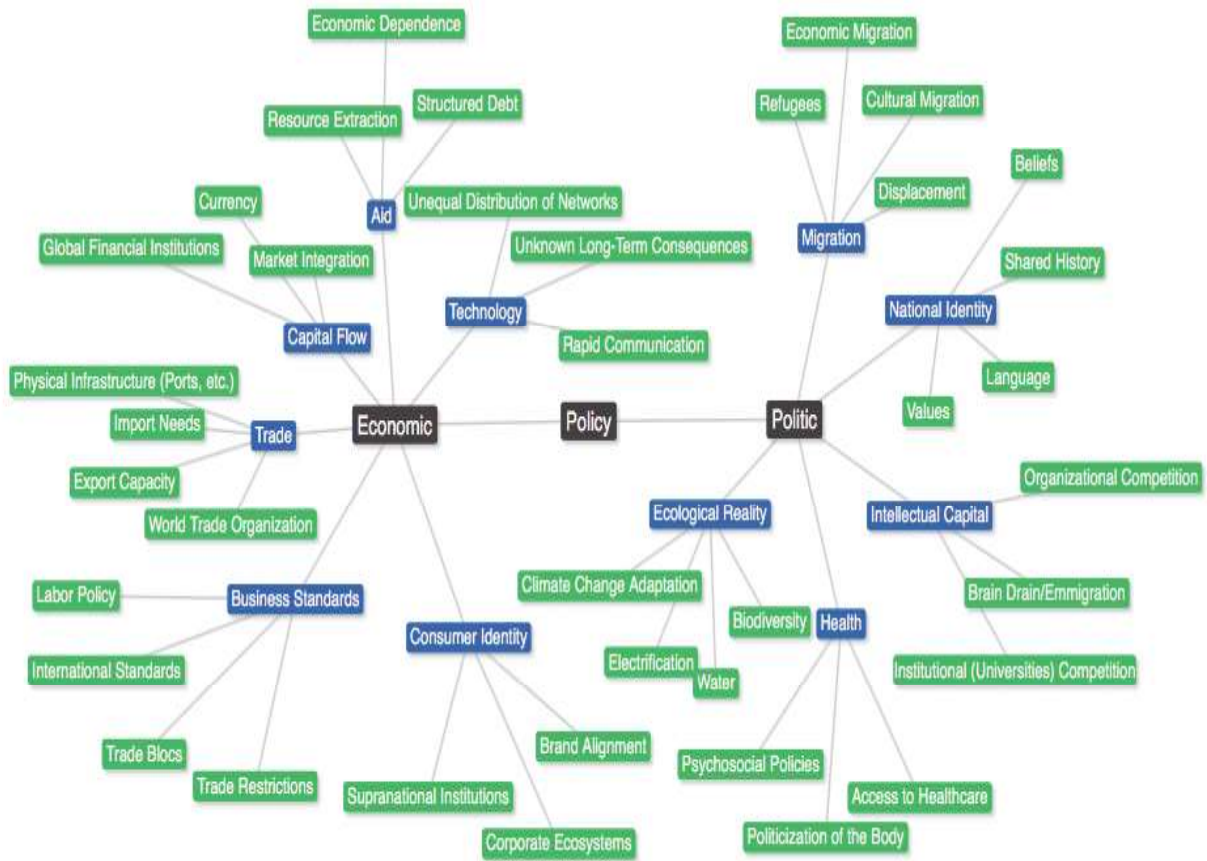 Economic Dependence
Economic Migration
Resource Extraction
Structured Debt
Refugees
Cultural Migration
Beliefs
Currency
Aid
Unequal Distribution of Networks
Displacement
Global Financial Institutions
Market Integration
Unknown Long-Term Consequences
Migration
Shared History
Capital Flow
Technology
National Identity
Rapid Communication
Physical Infrastructure (Ports, etc.)
Language
Import Needs
Trade
Economic
Policy
Politic
Values
Export Capacity
Organizational Competition
World Trade Organization
Ecological Reality
Intellectual Capital
Labor Policy
Business Standards
Climate Change Adaptation
Brain Drain/Emmigration
Consumer Identity
Biodiversity
Health
International Standards
Electrification
Water
Institutional (Universities) Competition
Trade Blocs
Brand Alignment
Psychosocial Policies
Trade Restrictions
Supranational Institutions
Access to Healthcare
Corporate Ecosystems
Politicization of the Body